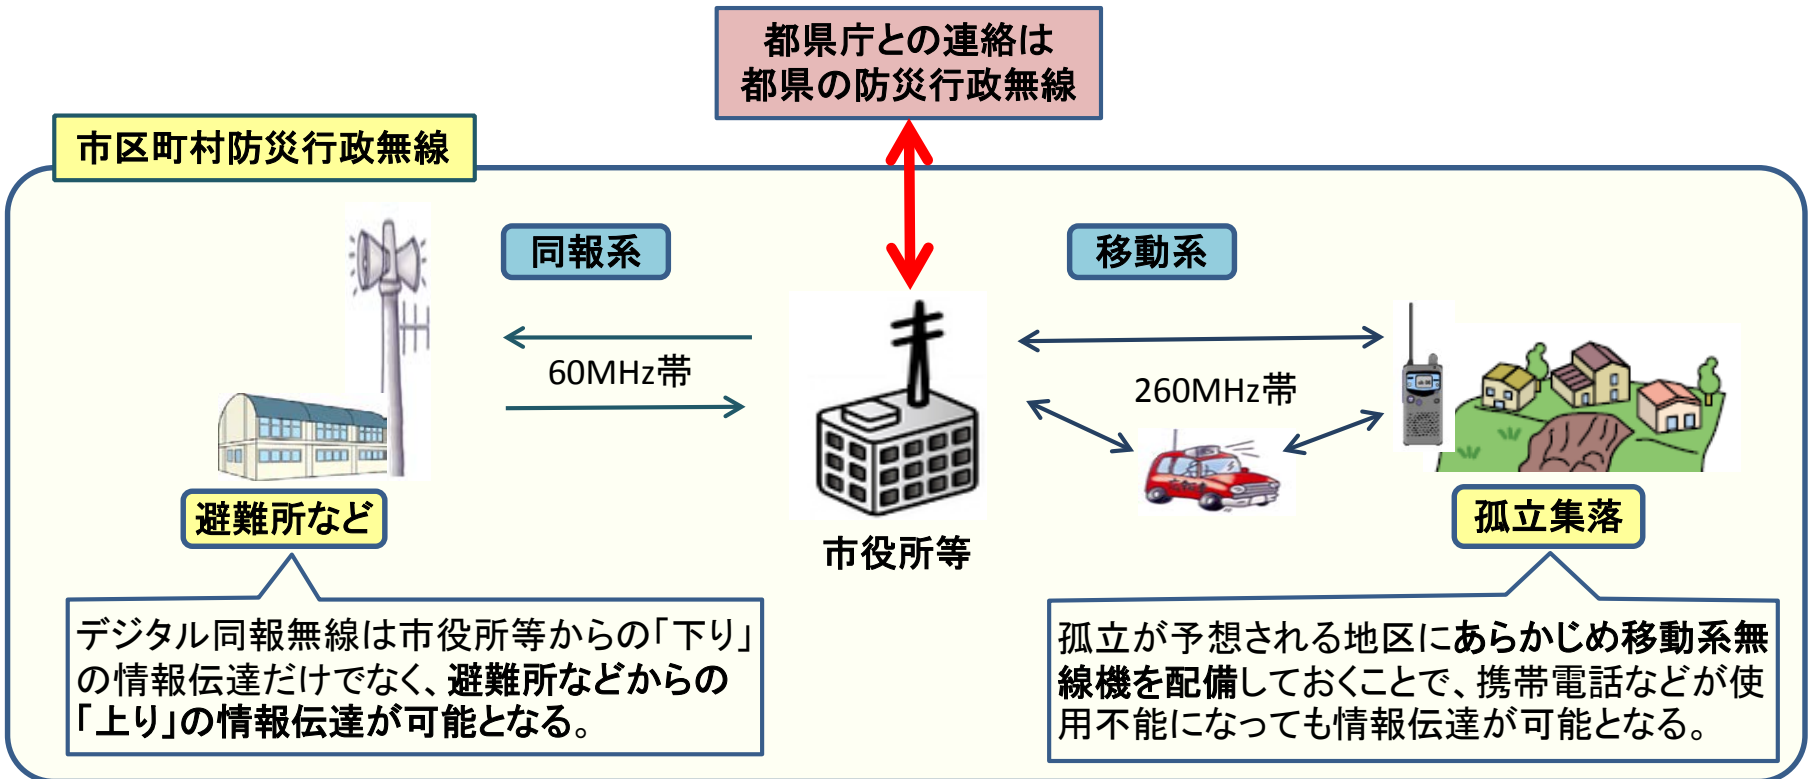 都県庁との連絡は
都県の防災行政無線
市区町村防災行政無線
同報系
移動系
60MHz帯
260MHz帯
避難所など
市役所等
孤立集落
デジタル同報無線は市役所等からの「下り」
の情報伝達だけでなく、避難所などからの
「上り」の情報伝達が可能となる。
孤立が予想される地区にあらかじめ移動系無
線機を配備しておくことで、携帯電話などが使
用不能になっても情報伝達が可能となる。